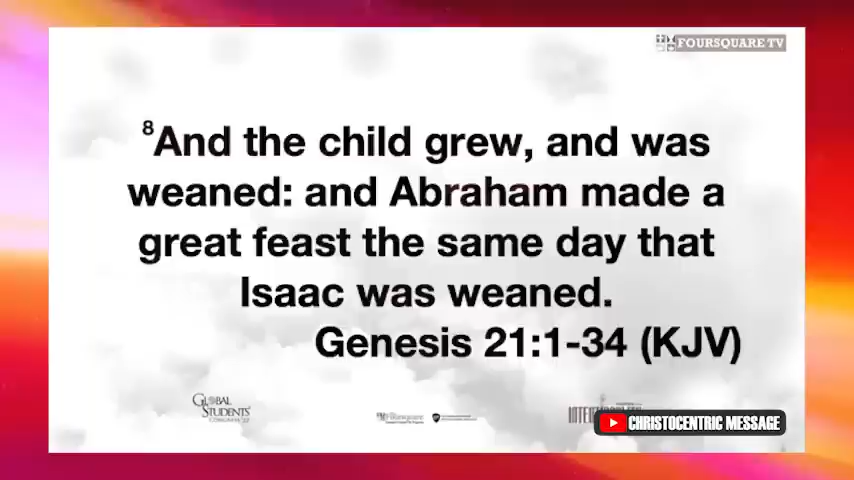 FOURSQUARE TV
8And the child grew, and was
weaned: and Abraham made a
great feast the same day that
Isaac was weaned.
Genesis 21:1-34 (KJV)
GLOBAL
STUDENTS'
Foursquare
CHRISTOCENTRIC MESSAGE